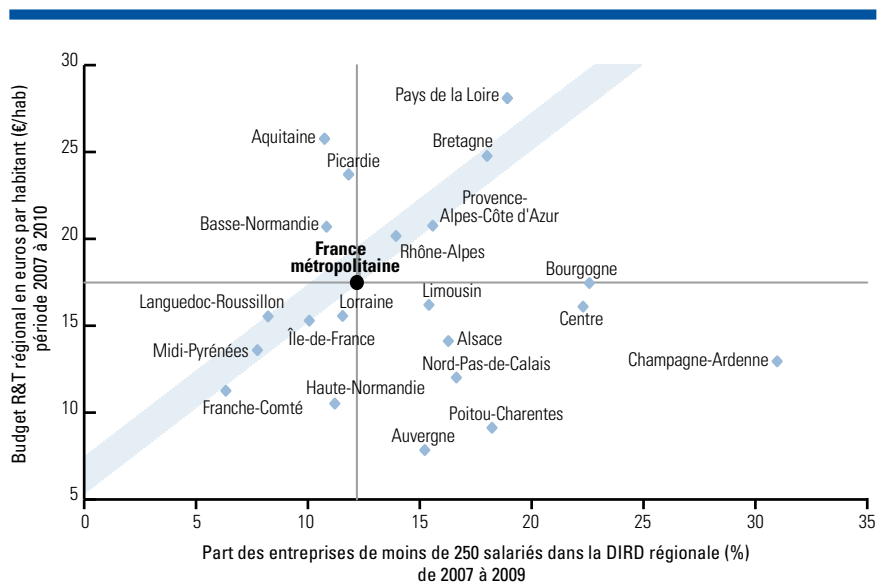 Budget R&T régional en euros par habitant (€/hab)
période 2007 à 2010
30
25
20
15
10
5
Pays de la Loire
Aquitaine
Bretagne
Picardie
Provence-
Alpes-Côte d'Azur
Basse-Normandie
Rhône-Alpes
France
métropolitaine
Bourgogne
Limousin
Languedoc-Roussillon
Lorraine
Centre
Île-de-France
Alsace
Midi-Pyrénées
Nord-Pas-de-Calais
Champagne-Ardenne
Haute-Normandie
Franche-Comté
Poitou-Charentes
Auvergne
0
5
10
15
20
25
30
35
Part des entreprises de moins de 250 salariés dans la DIRD régionale (%)
de 2007 à 2009